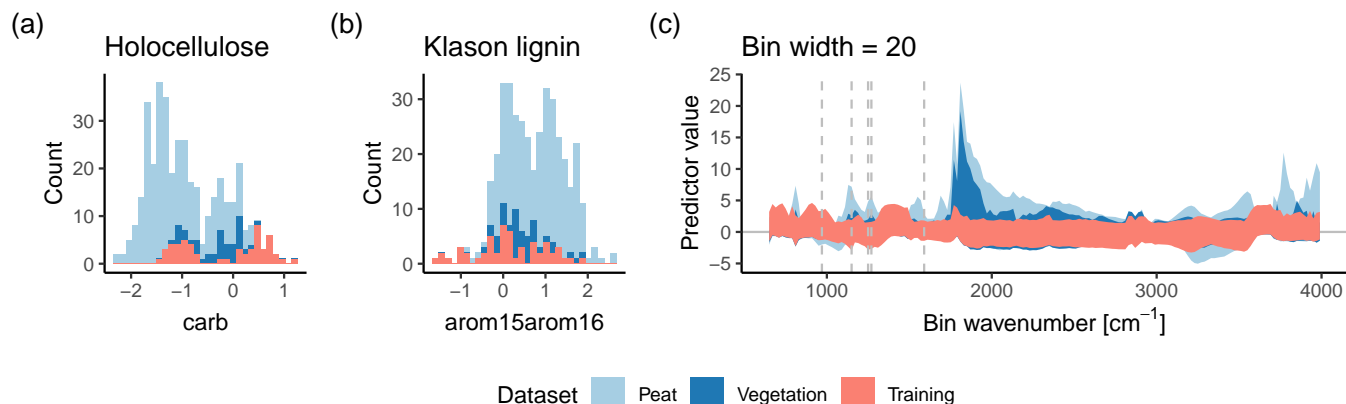 (a)
Holocellulose
Count
30
20
10
0
−2
−1
0
1
carb
(b)
Klason lignin
Count
30
20
10
0
−1
0
1
2
arom15arom16
(c)
Bin width = 20
Predictor value
25
20
15
10
5
0
−5
1000
2000
3000
4000
Bin wavenumber [cm⁻¹]
Dataset Peat Vegetation Training